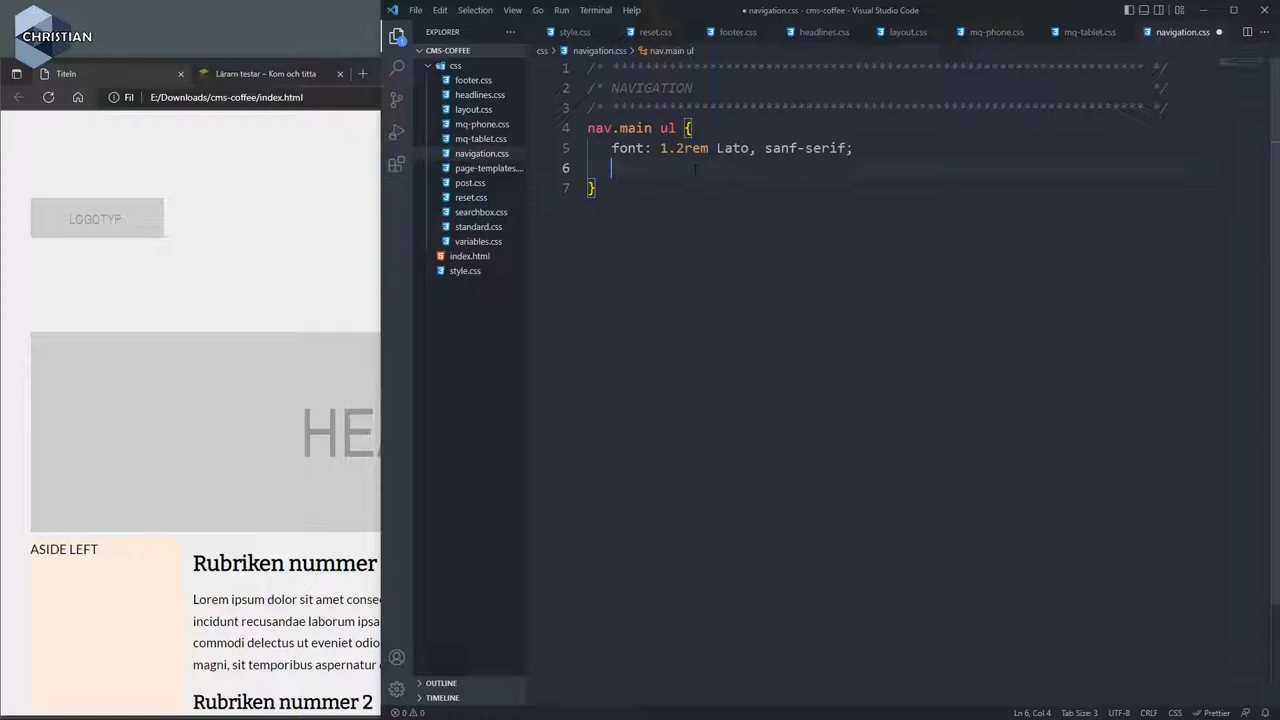 CHRISTIAN
Titeln
Lärarn testar – Kom och titta
Fil
E:/Downloads/cms-coffee/index.html
LOGOTYP
ASIDE LEFT
Rubriken nummer
Lorem ipsum dolor sit amet conse
incidunt recusandae laborum ipsa
commodi delectus ut eveniet odio
magni, sit temporibus aspernatur
Rubriken nummer 2
File Edit Selection View Go Run Terminal Help
navigation.css - cms-coffee - Visual Studio Code
EXPLORER
style.css reset.css footer.css headlines.css layout.css mq-phone.css mq-tablet.css navigation.css
CMS-COFFEE
css > navigation.css > nav.main ul
css
footer.css
headlines.css
layout.css
mq-phone.css
mq-tablet.css
navigation.css
page-templates....
post.css
reset.css
searchbox.css
standard.css
variables.css
index.html
style.css
1
2 /* NAVIGATION */
3
4 nav.main ul {
5 font: 1.2rem Lato, sanf-serif;
6
7 }
OUTLINE
TIMELINE
0 0
Ln 6, Col 4 Tab Size: 3 UTF-8 CRLF CSS Prettier